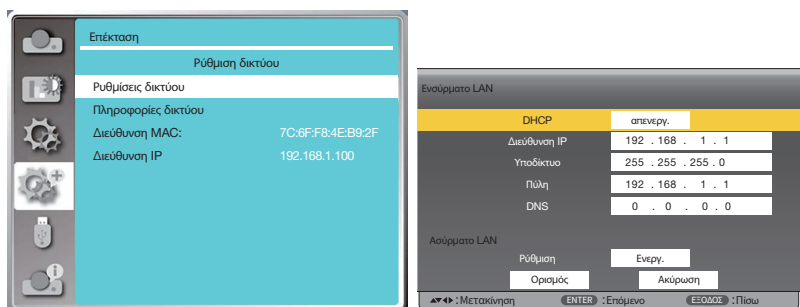 Επέκταση
Ρύθμιση δικτύου
Ρυθμίσεις δικτύου
Πληροφορίες δικτύου
Διεύθυνση MAC: 7C:6F:F8:4E:B9:2F
Διεύθυνση IP 192.168.1.100
Ενσύρματο LAN
DHCP απενεργ.
Διεύθυνση IP 192 . 168 . 1 . 1
Υποδίκτυο 255 . 255 . 255 . 0
Πύλη 192 . 168 . 1 . 1
DNS 0 . 0 . 0 . 0
Ασύρματο LAN
Ρύθμιση Ενεργ.
Ορισμός Ακύρωση
▲▼◀▶ : Μετακίνηση ENTER : Επόμενο ΕΞΟΔΟΣ : Πίσω